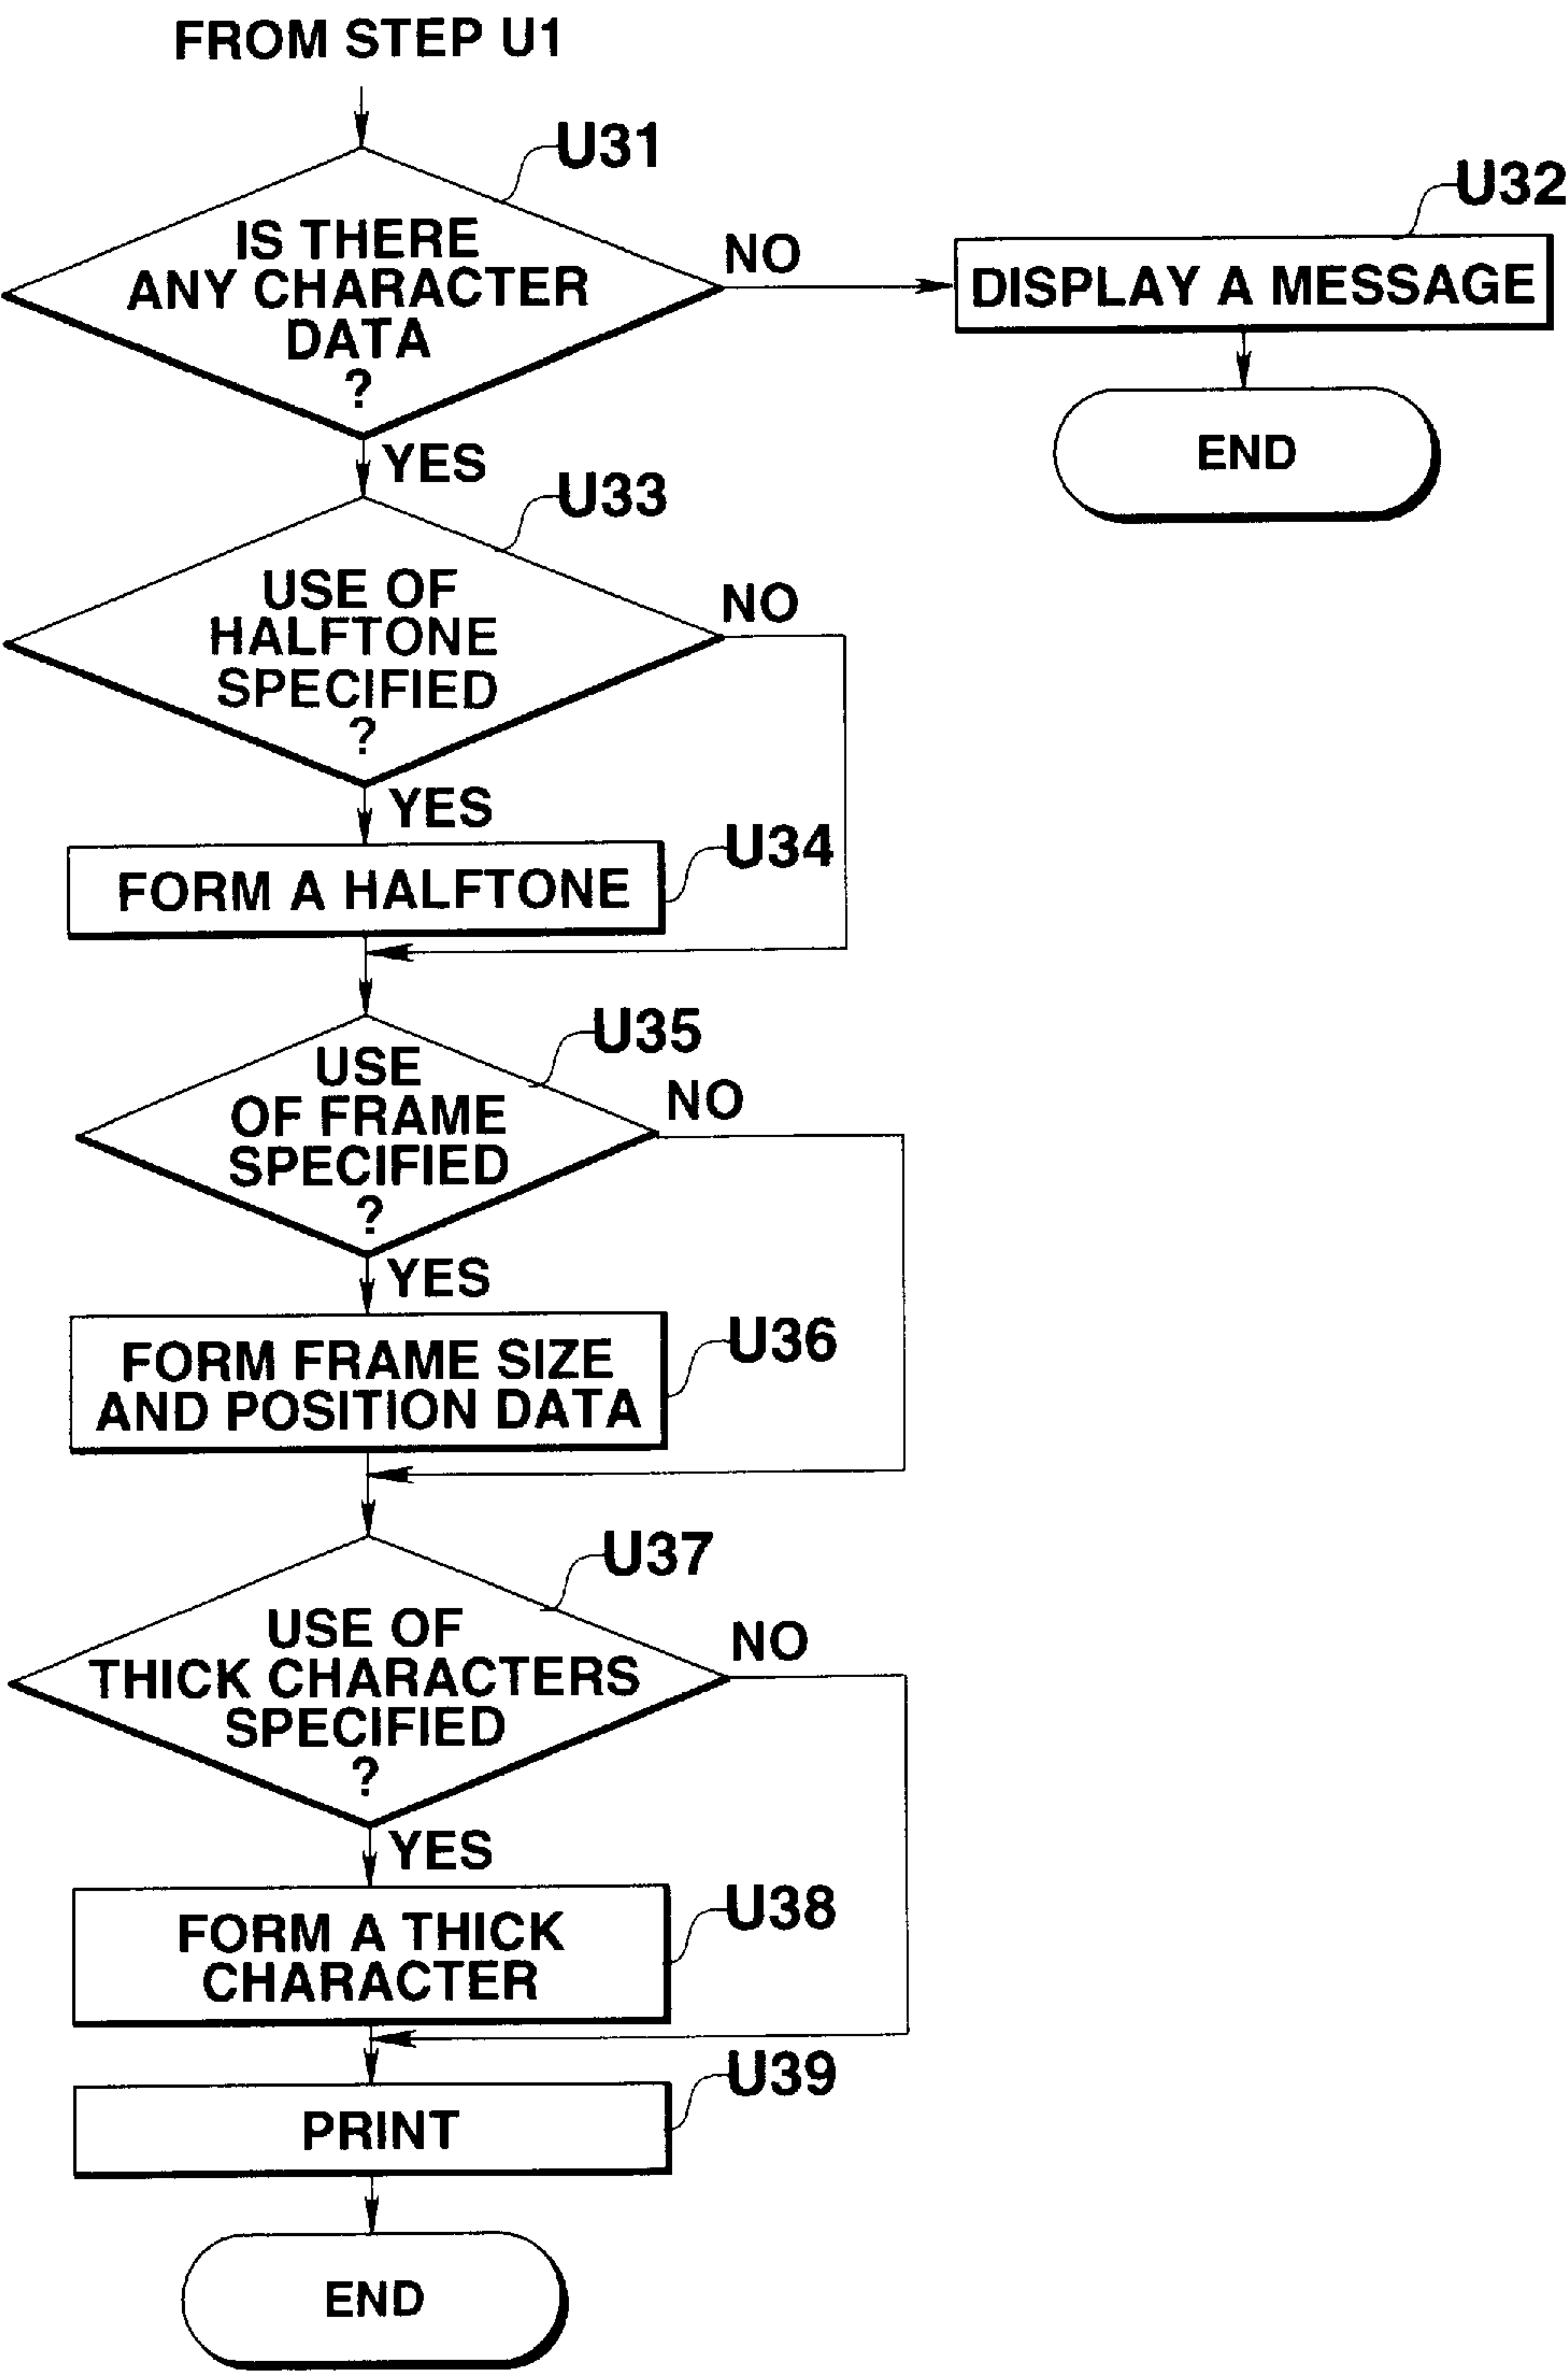 FROM STEP U1
U31
IS THERE
ANY CHARACTER
DATA
?
NO
U32
DISPLAY A MESSAGE
END
YES
U33
USE OF
HALFTONE
SPECIFIED
?
NO
YES
U34
FORM A HALFTONE
U35
USE
OF FRAME
SPECIFIED
?
NO
YES
U36
FORM FRAME SIZE
AND POSITION DATA
U37
USE OF
THICK CHARACTERS
SPECIFIED
?
NO
YES
U38
FORM A THICK
CHARACTER
U39
PRINT
END